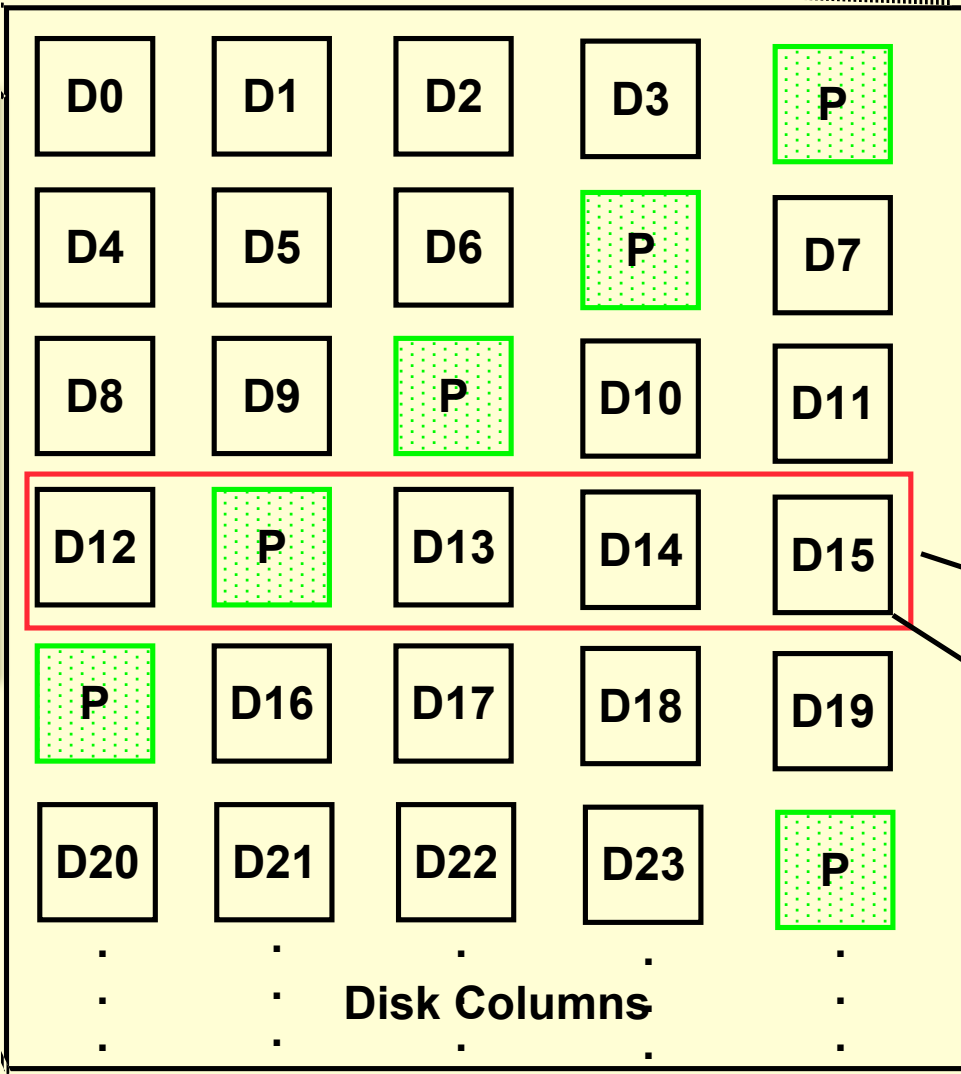 D0 D1 D2 D3 P
D4 D5 D6 P D7
D8 D9 P D10 D11
D12 P D13 D14 D15
P D16 D17 D18 D19
D20 D21 D22 D23 P
Disk Columns